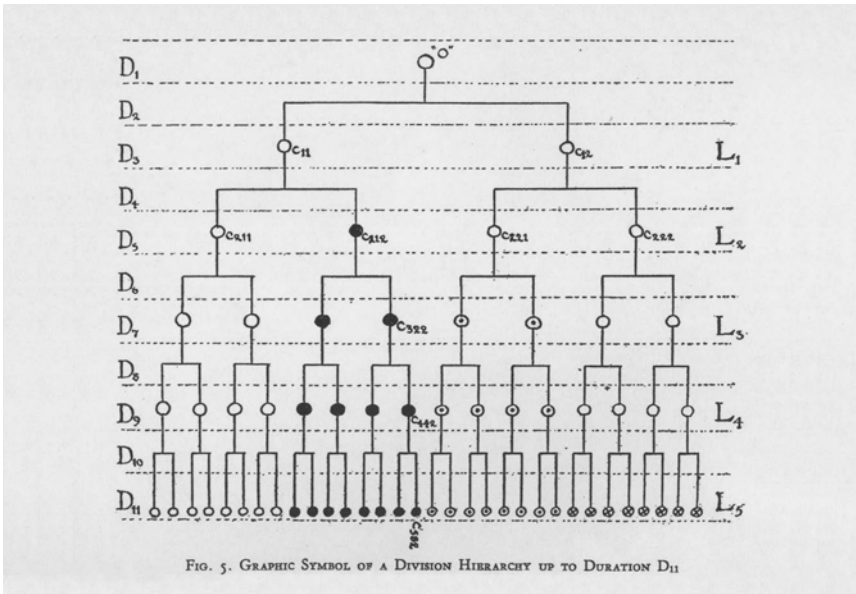 D1 "O"
D2
D3 c11 c12 L1
D4
D5 c211 c212 c221 c222 L2
D6
D7 c322 L3
D8
D9 c442 L4
D10
D11 L5
FIG. 5. GRAPHIC SYMBOL OF A DIVISION HIERARCHY UP TO DURATION D11